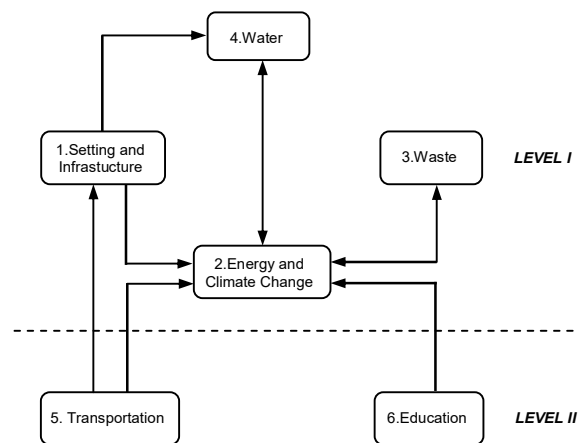 4.Water
1.Setting and
Infrastucture
3.Waste
LEVEL I
2.Energy and
Climate Change
5. Transportation
6.Education
LEVEL II